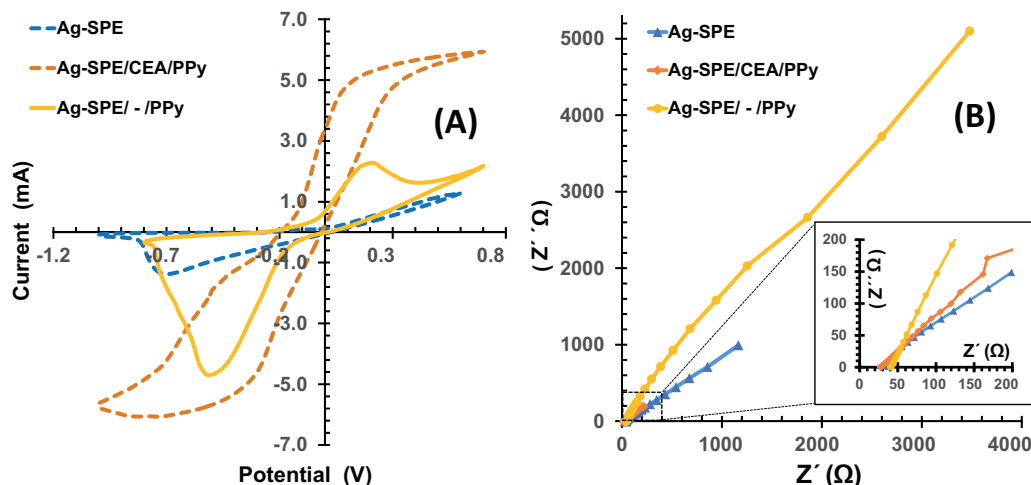 7.0
5.0
3.0
1.0
-1.0
-3.0
-5.0
-7.0
-1.2
-0.7
-0.2
0.3
0.8
Current (mA)
Potential (V)
Ag-SPE
Ag-SPE/CEA/PPy
Ag-SPE/ - /PPy
(A)
5000
4000
3000
2000
1000
0
0
1000
2000
3000
4000
( Z´ ´Ω)
Z´ (Ω)
Ag-SPE
Ag-SPE/CEA/PPy
Ag-SPE/ - /PPy
(B)
200
150
100
50
0
0
50
100
150
200
Z´´ (Ω)
Z´ (Ω)